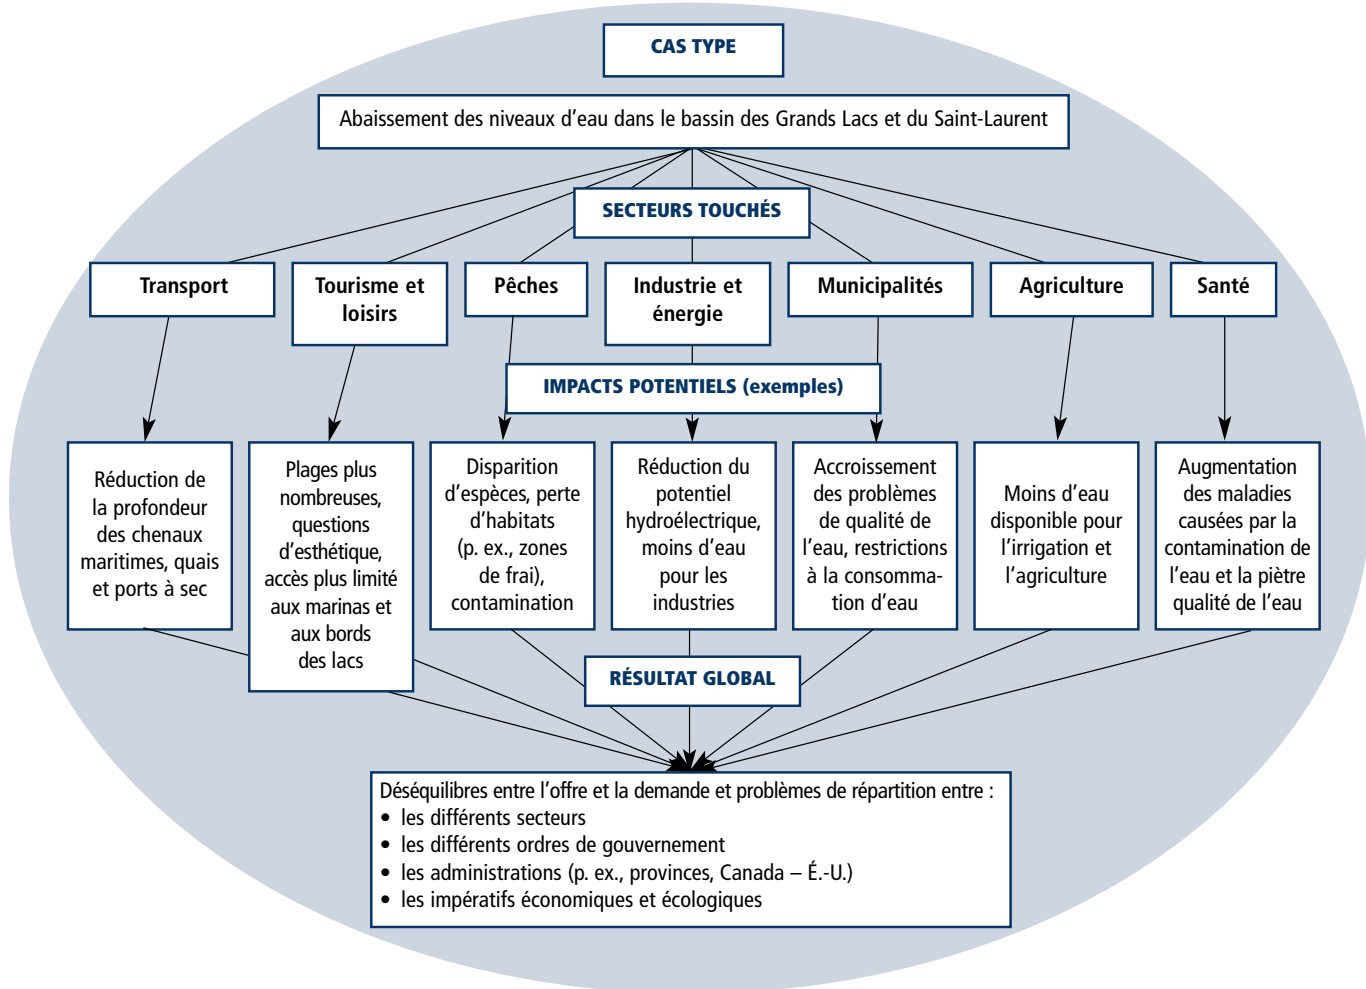 CAS TYPE
Abaissement des niveaux d'eau dans le bassin des Grands Lacs et du Saint-Laurent
SECTEURS TOUCHÉS
Transport
Tourisme et
loisirs
Pêches
Industrie et
énergie
Municipalités
Agriculture
Santé
IMPACTS POTENTIELS (exemples)
Réduction de
la profondeur
des chenaux
maritimes, quais
et ports à sec
Plages plus
nombreuses,
questions
d'esthétique,
accès plus limité
aux marinas et
aux bords
des lacs
Disparition
d'espèces, perte
d'habitats
(p. ex., zones
de frai),
contamination
Réduction du
potentiel
hydroélectrique,
moins d'eau
pour les
industries
Accroissement
des problèmes
de qualité de
l'eau, restrictions
à la consomma-
tion d'eau
Moins d'eau
disponible pour
l'irrigation et
l'agriculture
Augmentation
des maladies
causées par la
contamination de
l'eau et la piètre
qualité de l'eau
RÉSULTAT GLOBAL
Déséquilibres entre l'offre et la demande et problèmes de répartition entre :
• les différents secteurs
• les différents ordres de gouvernement
• les administrations (p. ex., provinces, Canada – É.-U.)
• les impératifs économiques et écologiques